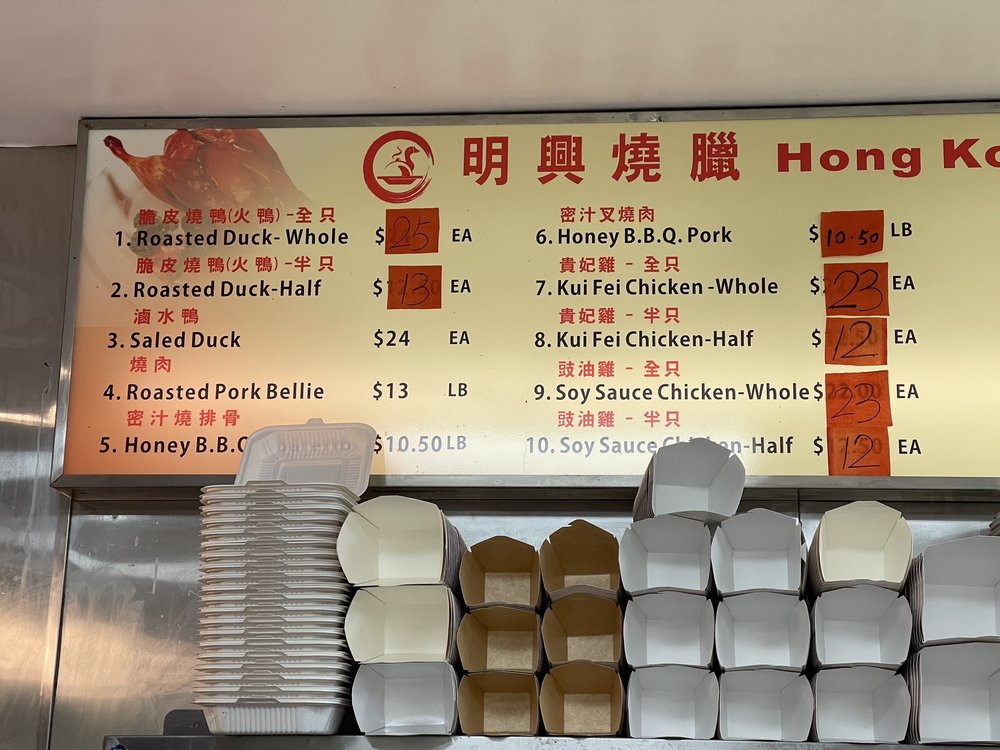 明興燒臘 Hong Ko
脆皮燒鴨(火鴨)-全只
1. Roasted Duck- Whole $25 EA
脆皮燒鴨(火鴨)-半只
2. Roasted Duck-Half $13 EA
滷水鴨
3. Saled Duck $24 EA
燒肉
4. Roasted Pork Bellie $13 LB
密汁燒排骨
5. Honey B.B.Q $10.50 LB
密汁叉燒肉
6. Honey B.B.Q. Pork $10.50 LB
貴妃雞 - 全只
7. Kui Fei Chicken -Whole $23 EA
貴妃雞 - 半只
8. Kui Fei Chicken-Half $12 EA
豉油雞 - 全只
9. Soy Sauce Chicken-Whole $23 EA
豉油雞 - 半只
10. Soy Sauce Chicken-Half $12 EA